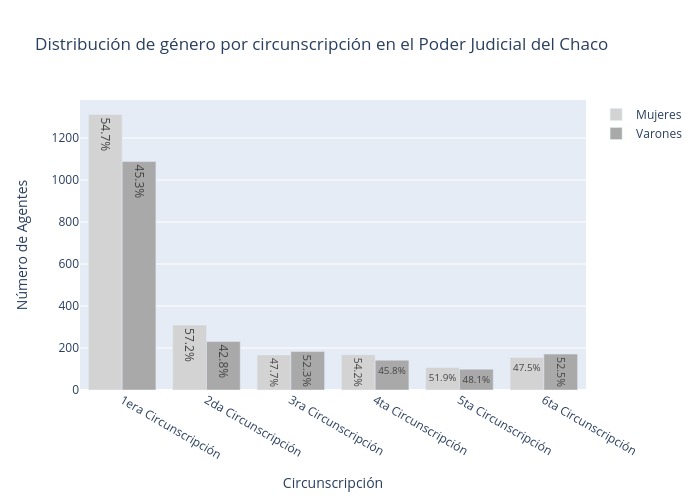 Distribución de género por circunscripción en el Poder Judicial del Chaco
Mujeres
Varones
Número de Agentes
1200
1000
800
600
400
200
0
54.7%
45.3%
57.2%
42.8%
47.7%
52.3%
54.2%
45.8%
51.9%
48.1%
47.5%
52.5%
1era Circunscripción
2da Circunscripción
3ra Circunscripción
4ta Circunscripción
5ta Circunscripción
6ta Circunscripción
Circunscripción